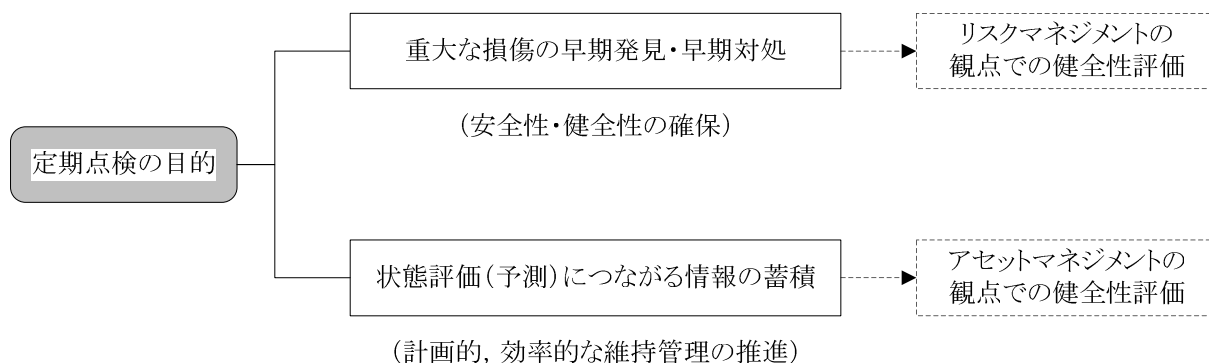 定期点検の目的
重大な損傷の早期発見・早期対処
(安全性・健全性の確保)
リスクマネジメントの
観点での健全性評価
状態評価(予測)につながる情報の蓄積
(計画的, 効率的な維持管理の推進)
アセットマネジメントの
観点での健全性評価